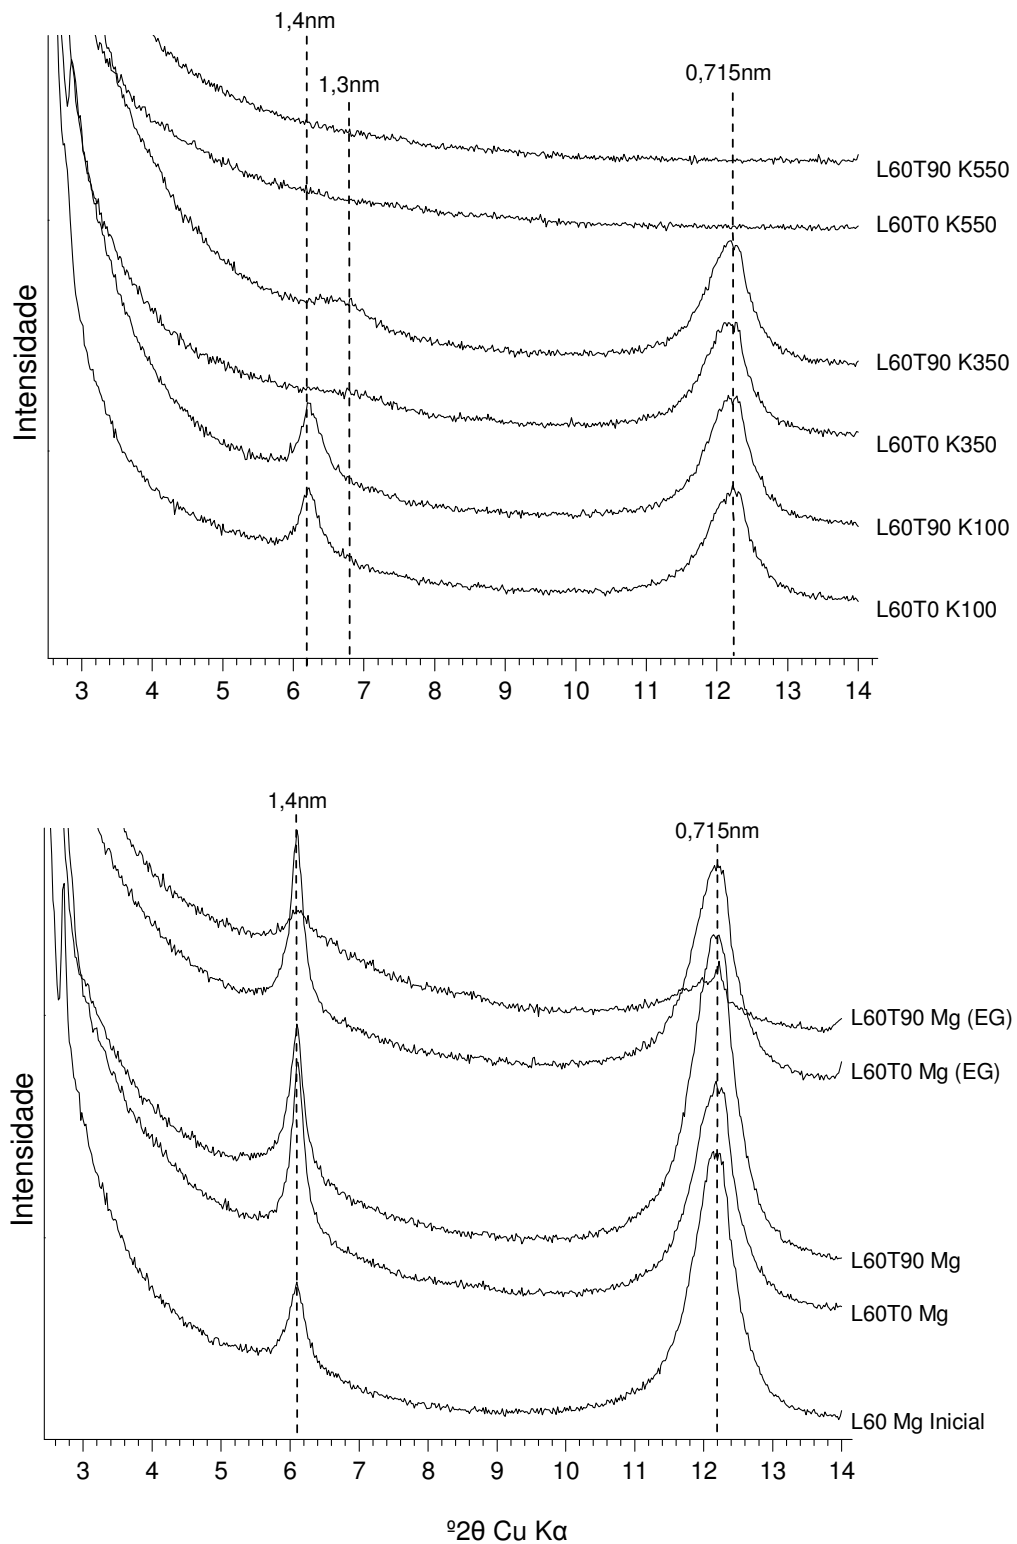 1,4nm
1,3nm
0,715nm
L60T90 K550
L60T0 K550
L60T90 K350
L60T0 K350
L60T90 K100
L60T0 K100
Intensidade
3 4 5 6 7 8 9 10 11 12 13 14
1,4nm
0,715nm
L60T90 Mg (EG)
L60T0 Mg (EG)
L60T90 Mg
L60T0 Mg
L60 Mg Inicial
Intensidade
3 4 5 6 7 8 9 10 11 12 13 14
º2θ Cu Kα